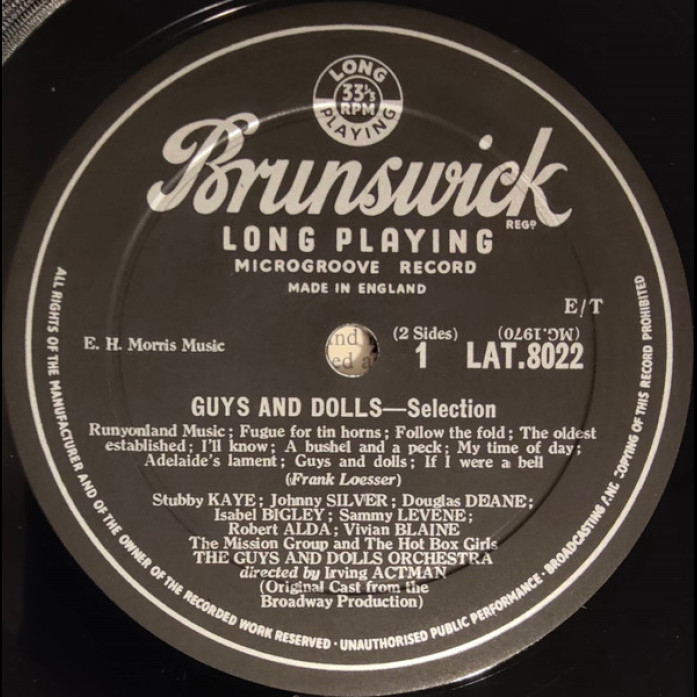 LONG
33⅓
RPM
PLAYING
Brunswick
REGD
LONG PLAYING
MICROGROOVE RECORD
MADE IN ENGLAND
E/T
E. H. Morris Music
(2 Sides)
1
(MG.1970)
LAT.8022
GUYS AND DOLLS—Selection
Runyonland Music; Fugue for tin horns; Follow the fold; The oldest
established; I'll know; A bushel and a peck; My time of day;
Adelaide's lament; Guys and dolls; If I were a bell
(Frank Loesser)
Stubby KAYE; Johnny SILVER; Douglas DEANE;
Isabel BIGLEY; Sammy LEVENE;
Robert ALDA; Vivian BLAINE
The Mission Group and The Hot Box Girls
THE GUYS AND DOLLS ORCHESTRA
directed by Irving ACTMAN
(Original Cast from the
Broadway Production)
ALL RIGHTS OF THE MANUFACTURER AND OF THE OWNER OF THE RECORDED WORK RESERVED · UNAUTHORISED PUBLIC PERFORMANCE · BROADCASTING AND COPYING OF THIS RECORD PROHIBITED